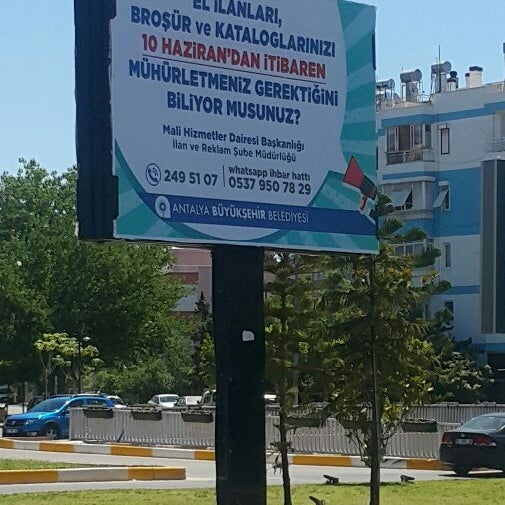 EL İLANLARI,
BROŞÜR ve KATALOGLARINIZI
10 HAZİRAN'DAN İTİBAREN
MÜHÜRLETMENİZ GEREKTİĞİNİ
BİLİYOR MUSUNUZ?
Mali Hizmetler Dairesi Başkanlığı
İlan ve Reklam Şube Müdürlüğü
249 51 07
whatsapp ihbar hattı
0537 950 78 29
ANTALYA BÜYÜKŞEHİR BELEDİYESİ